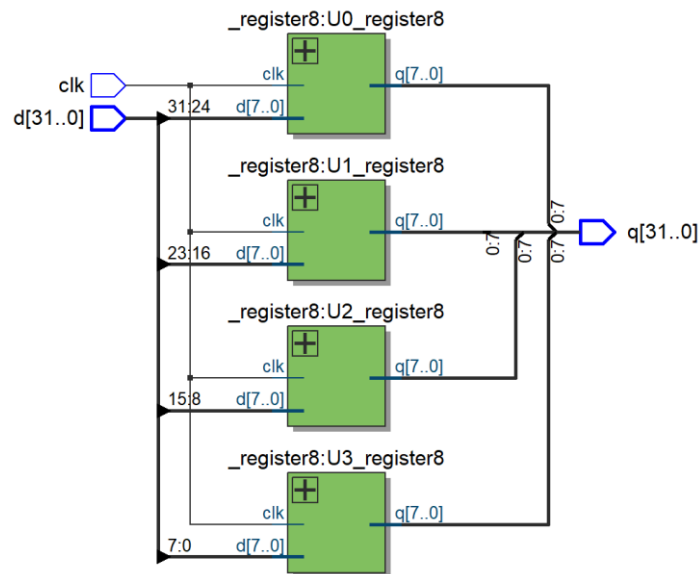 _register8:U0_register8
clk
clk
q[7..0]
d[31..0]
31:24
d[7..0]
_register8:U1_register8
clk
q[7..0]
0:7
0:7
0:7
0:7
q[31..0]
23:16
d[7..0]
_register8:U2_register8
clk
q[7..0]
15:8
d[7..0]
_register8:U3_register8
clk
q[7..0]
7:0
d[7..0]